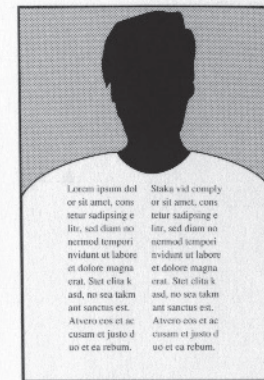 Lorem ipsum dol
or sit amet, cons
tetur sadipsing e
litr, sed diam no
nermod tempori
nvidunt ut labore
et dolore magna
erat. Stet clita k
asd, no sea takm
ant sanctus est.
Atvero eos et ac
cusam et justo d
uo et ea rebum.
Staka vid comply
or sit amet, cons
tetur sadipsing e
litr, sed diam no
nermod tempori
nvidunt ut labore
et dolore magna
erat. Stet clita k
asd, no sea takm
ant sanctus est.
Atvero eos et ac
cusam et justo d
uo et ea rebum.